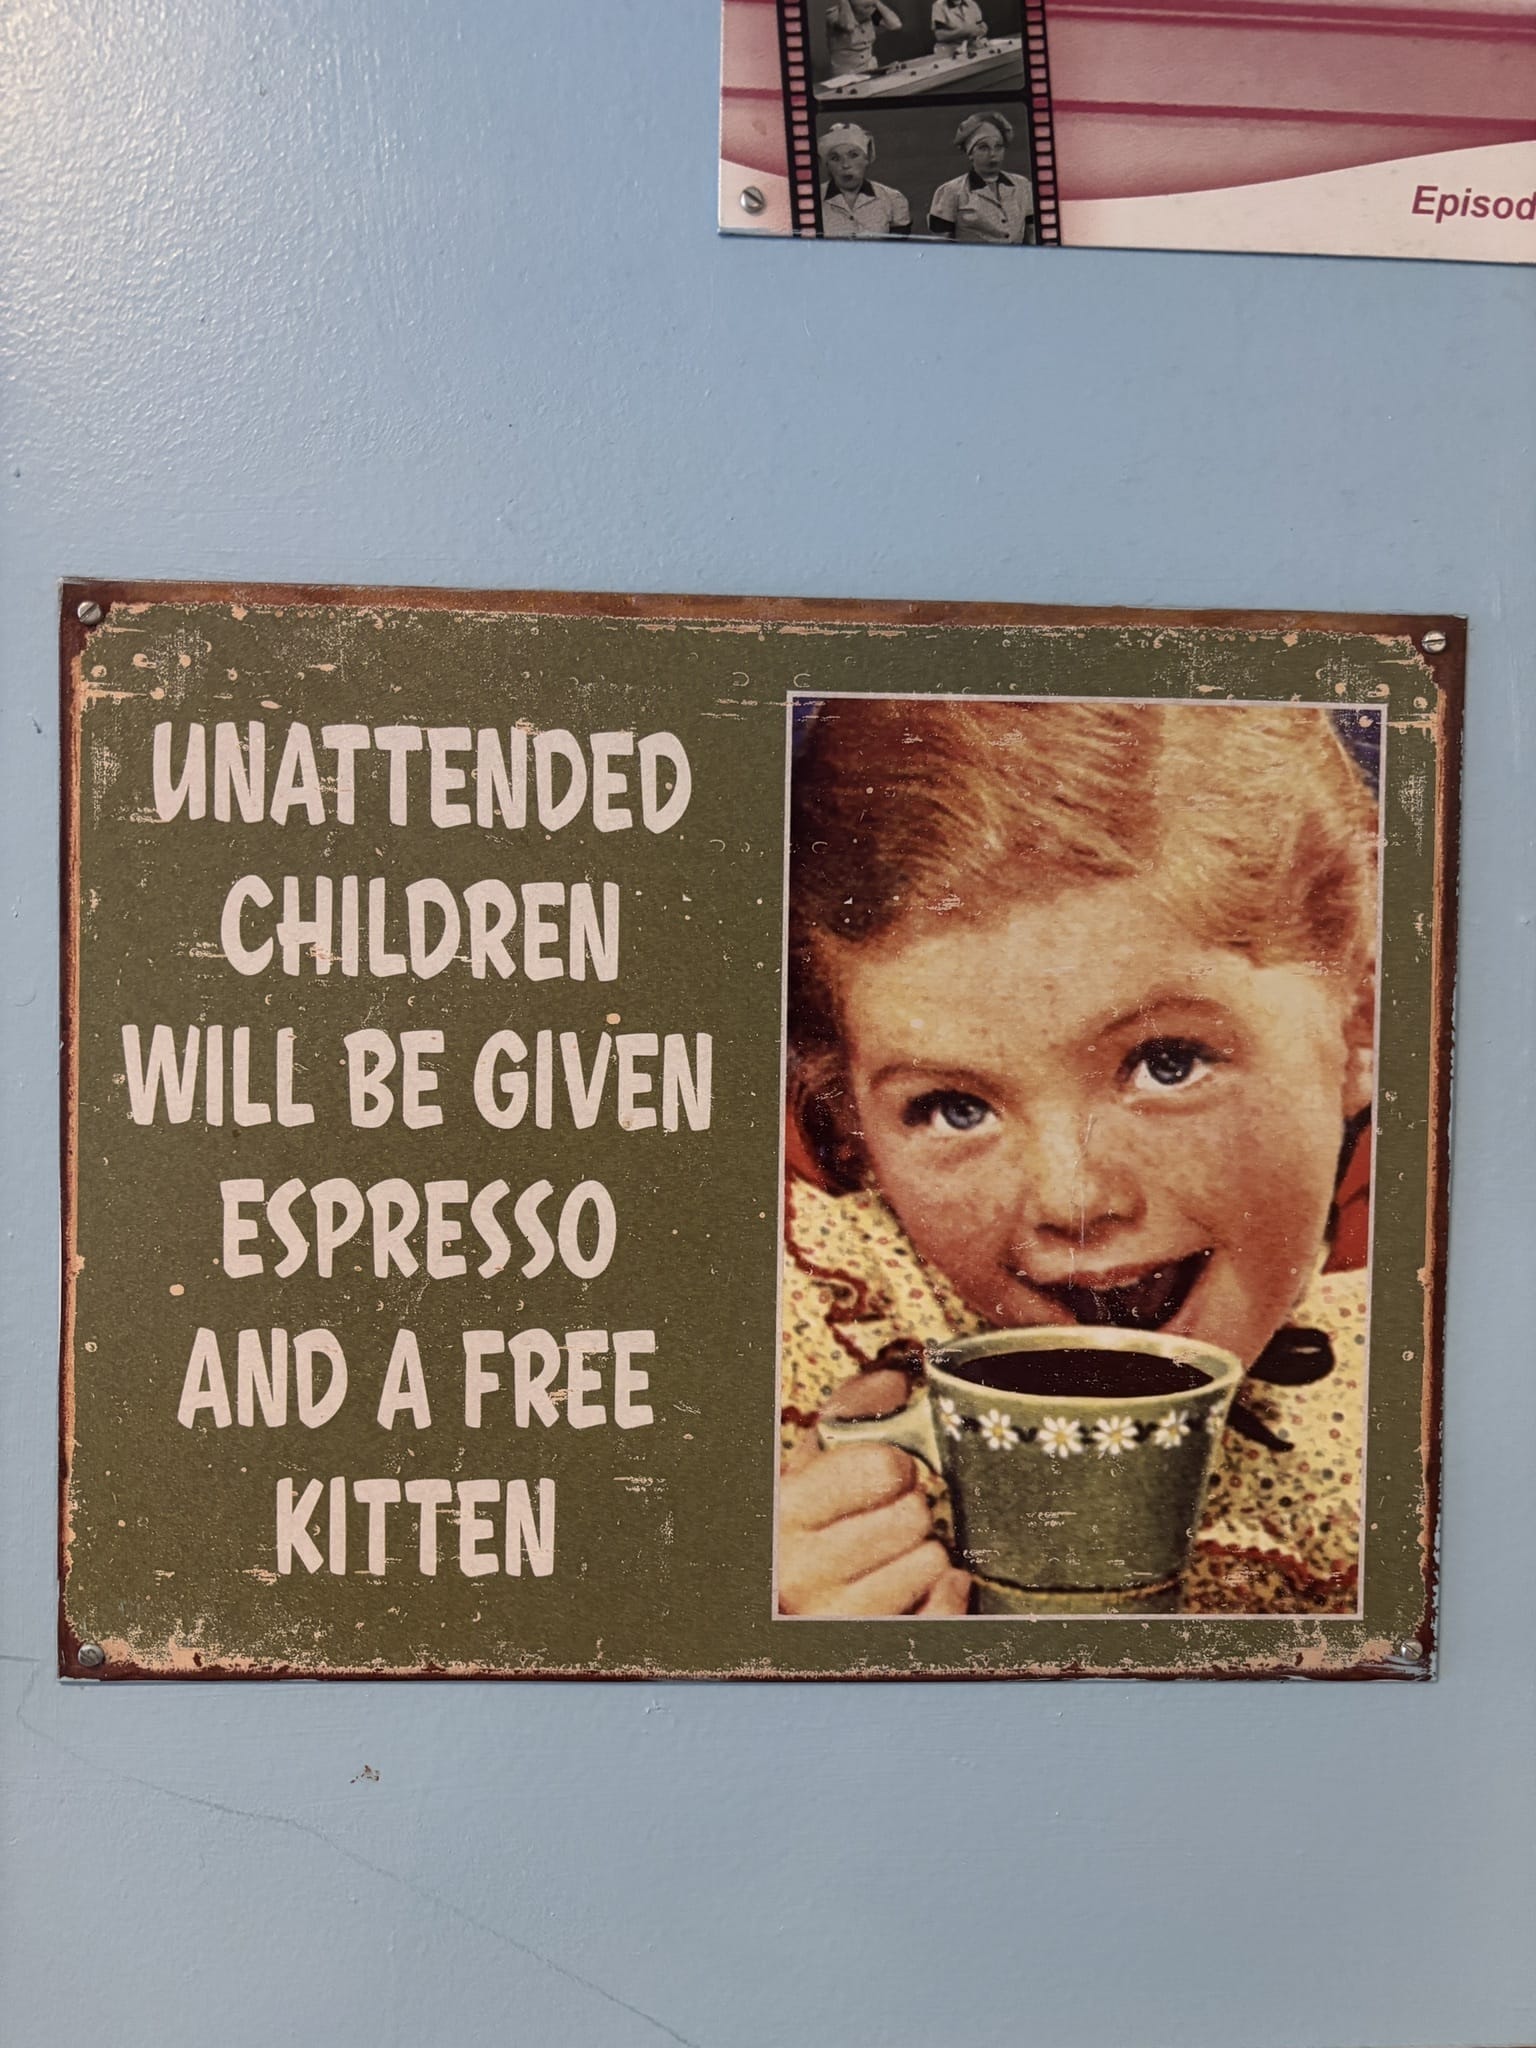 Episod
UNATTENDED
CHILDREN
WILL BE GIVEN
ESPRESSO
AND A FREE
KITTEN